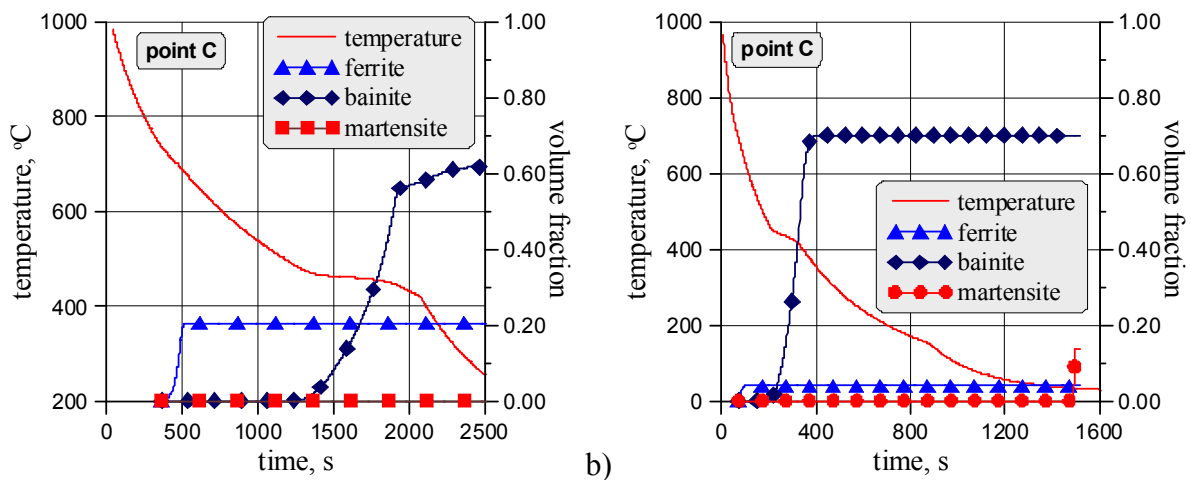 1000
800
600
400
200
temperature, °C
point C
temperature
ferrite
bainite
martensite
1.00
0.80
0.60
0.40
0.20
0.00
volume fraction
0 500 1000 1500 2000 2500
time, s
b)
1000
800
600
400
200
0
temperature, °C
point C
temperature
ferrite
bainite
martensite
1.00
0.80
0.60
0.40
0.20
0.00
volume fraction
0 400 800 1200 1600
time, s